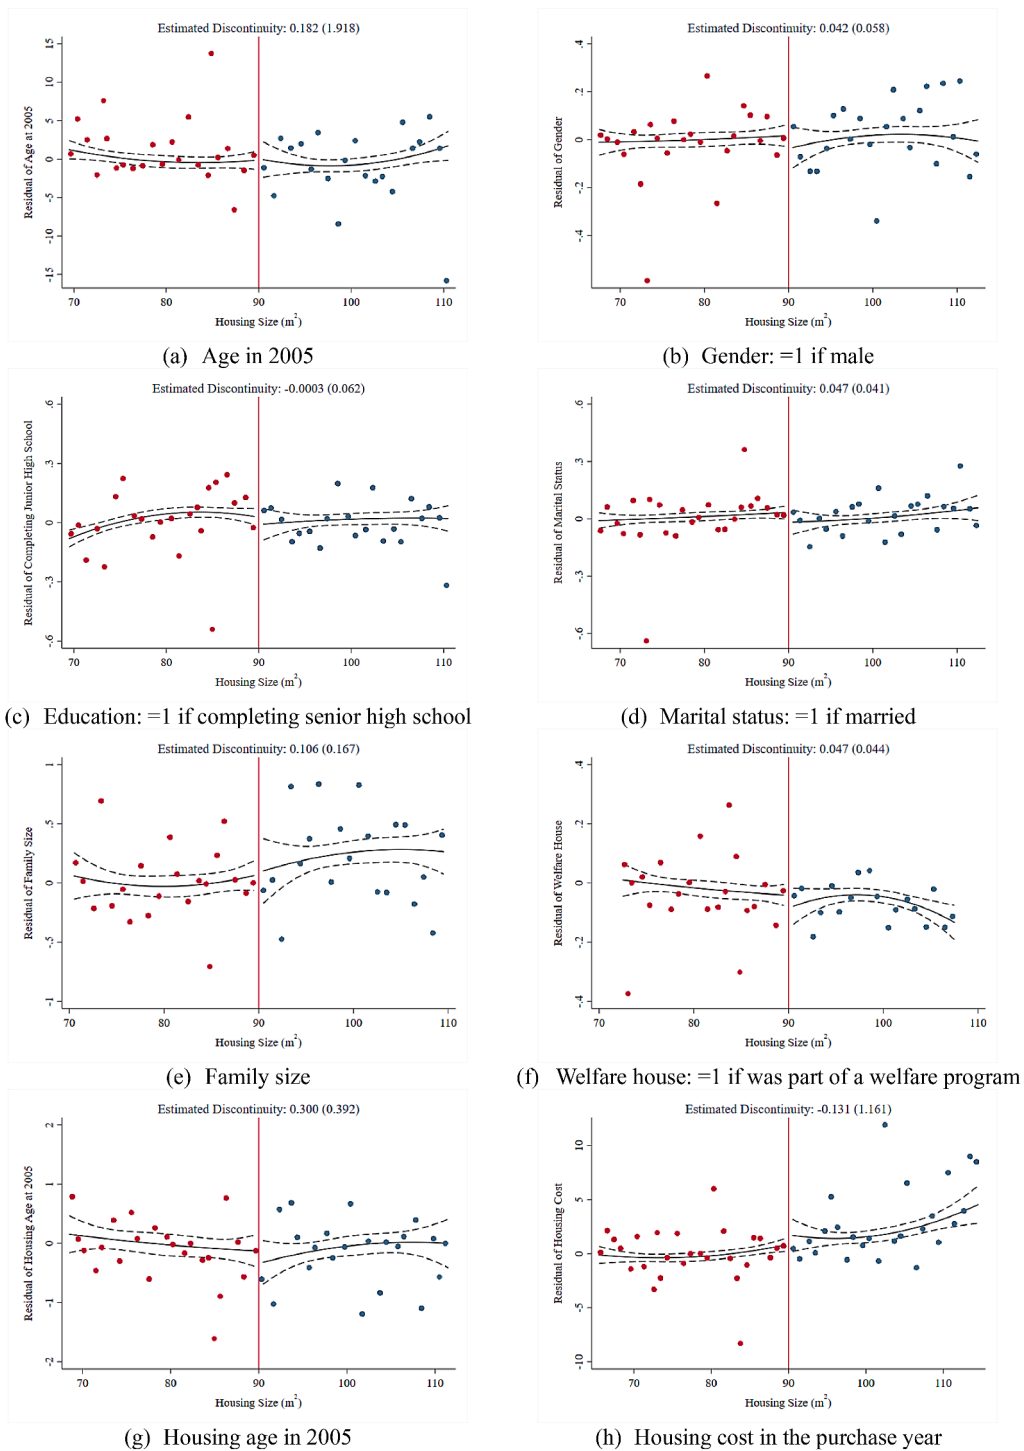 Estimated Discontinuity: 0.182 (1.918)
Residual of Age at 2005
15
10
5
0
-5
-10
-15
70 80 90 100 110
Housing Size (m²)
(a) Age in 2005
Estimated Discontinuity: 0.042 (0.058)
Residual of Gender
.4
.2
0
-.2
-.4
70 80 90 100 110
Housing Size (m²)
(b) Gender: =1 if male
Estimated Discontinuity: -0.0003 (0.062)
Residual of Completing Junior High School
.6
.3
0
-.3
-.6
70 80 90 100 110
Housing Size (m²)
(c) Education: =1 if completing senior high school
Estimated Discontinuity: 0.047 (0.041)
Residual of Marital Status
.6
.3
0
-.3
-.6
70 80 90 100 110
Housing Size (m²)
(d) Marital status: =1 if married
Estimated Discontinuity: 0.106 (0.167)
Residual of Family Size
1
.5
0
-.5
-1
70 80 90 100 110
Housing Size (m²)
(e) Family size
Estimated Discontinuity: 0.047 (0.044)
Residual of Welfare House
.4
.2
0
-.2
-.4
70 80 90 100 110
Housing Size (m²)
(f) Welfare house: =1 if was part of a welfare program
Estimated Discontinuity: 0.300 (0.392)
Residual of Housing Age at 2005
2
1
0
-1
-2
70 80 90 100 110
Housing Size (m²)
(g) Housing age in 2005
Estimated Discontinuity: -0.131 (1.161)
Residual of Housing Cost
10
5
0
-5
-10
70 80 90 100 110
Housing Size (m²)
(h) Housing cost in the purchase year